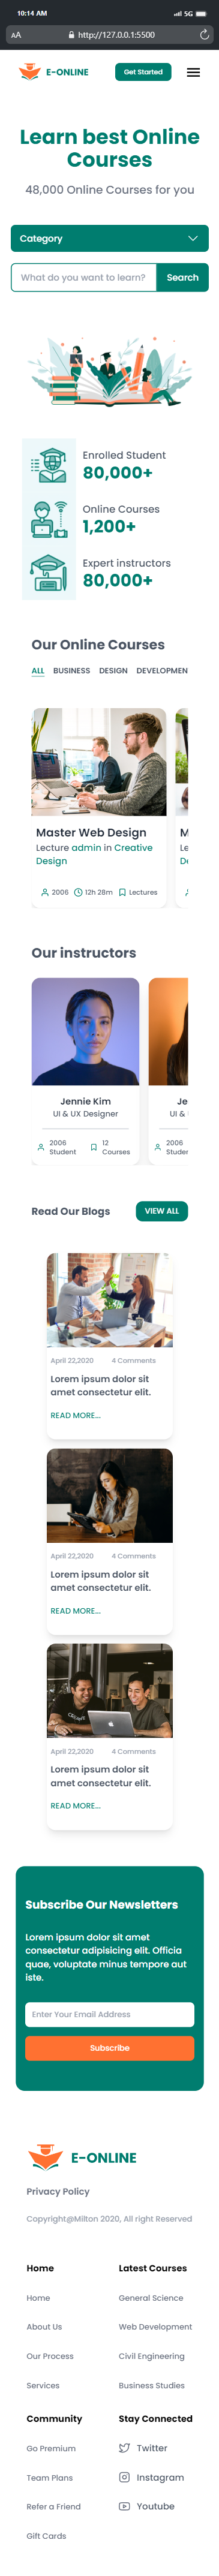 10:14 AM
5G
AA
http://127.0.0.1:5500
E-ONLINE
Get Started
Learn best Online
Courses
48,000 Online Courses for you
Category
What do you want to learn?
Search
Enrolled Student
80,000+
Online Courses
1,200+
Expert instructors
80,000+
Our Online Courses
ALL BUSINESS DESIGN DEVELOPMEN
Master Web Design
Lecture admin in Creative
Design
2006 12h 28m Lectures
M
Le
De
Our instructors
Jennie Kim
UI & UX Designer
2006
Student
12
Courses
Je
UI &
2006
Studen
Read Our Blogs
VIEW ALL
April 22,2020 4 Comments
Lorem ipsum dolor sit
amet consectetur elit.
READ MORE...
April 22,2020 4 Comments
Lorem ipsum dolor sit
amet consectetur elit.
READ MORE...
April 22,2020 4 Comments
Lorem ipsum dolor sit
amet consectetur elit.
READ MORE...
Subscribe Our Newsletters
Lorem ipsum dolor sit amet
consectetur adipisicing elit. Officia
quae, voluptate minus tempore aut
iste.
Enter Your Email Address
Subscribe
E-ONLINE
Privacy Policy
Copyright@Milton 2020, All right Reserved
Home
Home
About Us
Our Process
Services
Latest Courses
General Science
Web Development
Civil Engineering
Business Studies
Community
Go Premium
Team Plans
Refer a Friend
Gift Cards
Stay Connected
Twitter
Instagram
Youtube